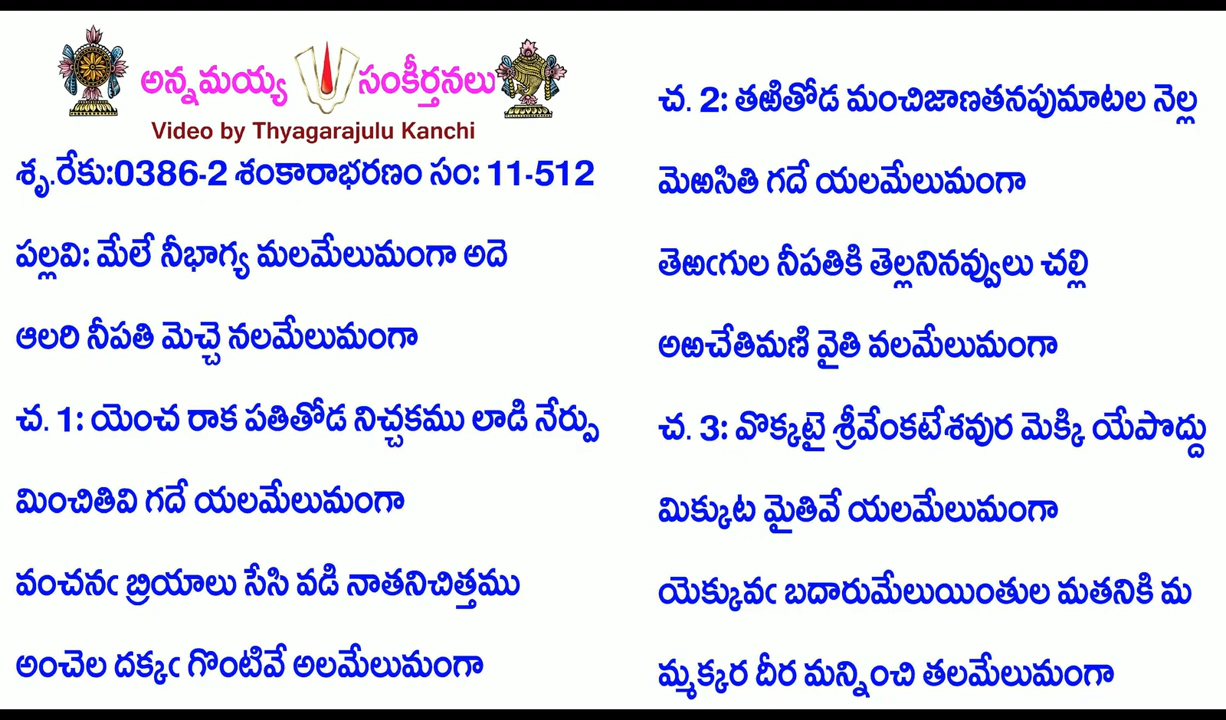 అన్నమయ్య సంకీర్తనలు
Video by Thyagarajulu Kanchi
శృ.రేకు:0386-2 శంకారాభరణం సం: 11-512
పల్లవి: మేలే నీభాగ్య మలమేలుమంగా అదె
ఆలరి నీపతి మెచ్చె నలమేలుమంగా
చ. 1: యెంచ రాక పతితోడ నిచ్చకము లాడి నేర్పు
మించితివి గదే యలమేలుమంగా
వంచనఁ బ్రియాలు సేసి వడి నాతనిచిత్తము
అంచెల దక్కఁ గొంటివే అలమేలుమంగా
చ. 2: తఱితోడ మంచిజాణతనపుమాటల నెల్ల
మెఱసితి గదే యలమేలుమంగా
తెఱఁగుల నీపతికి తెల్లనినవ్వులు చల్లి
అఱచేతిమణి వైతి వలమేలుమంగా
చ. 3: వొక్కటై శ్రీవేంకటేశవుర మెక్కి యేపొద్దు
మిక్కుట మైతివే యలమేలుమంగా
యెక్కువఁ బదారుమేలుయింతుల మతనికి మ
మ్మక్కర దీర మన్నించి తలమేలుమంగా